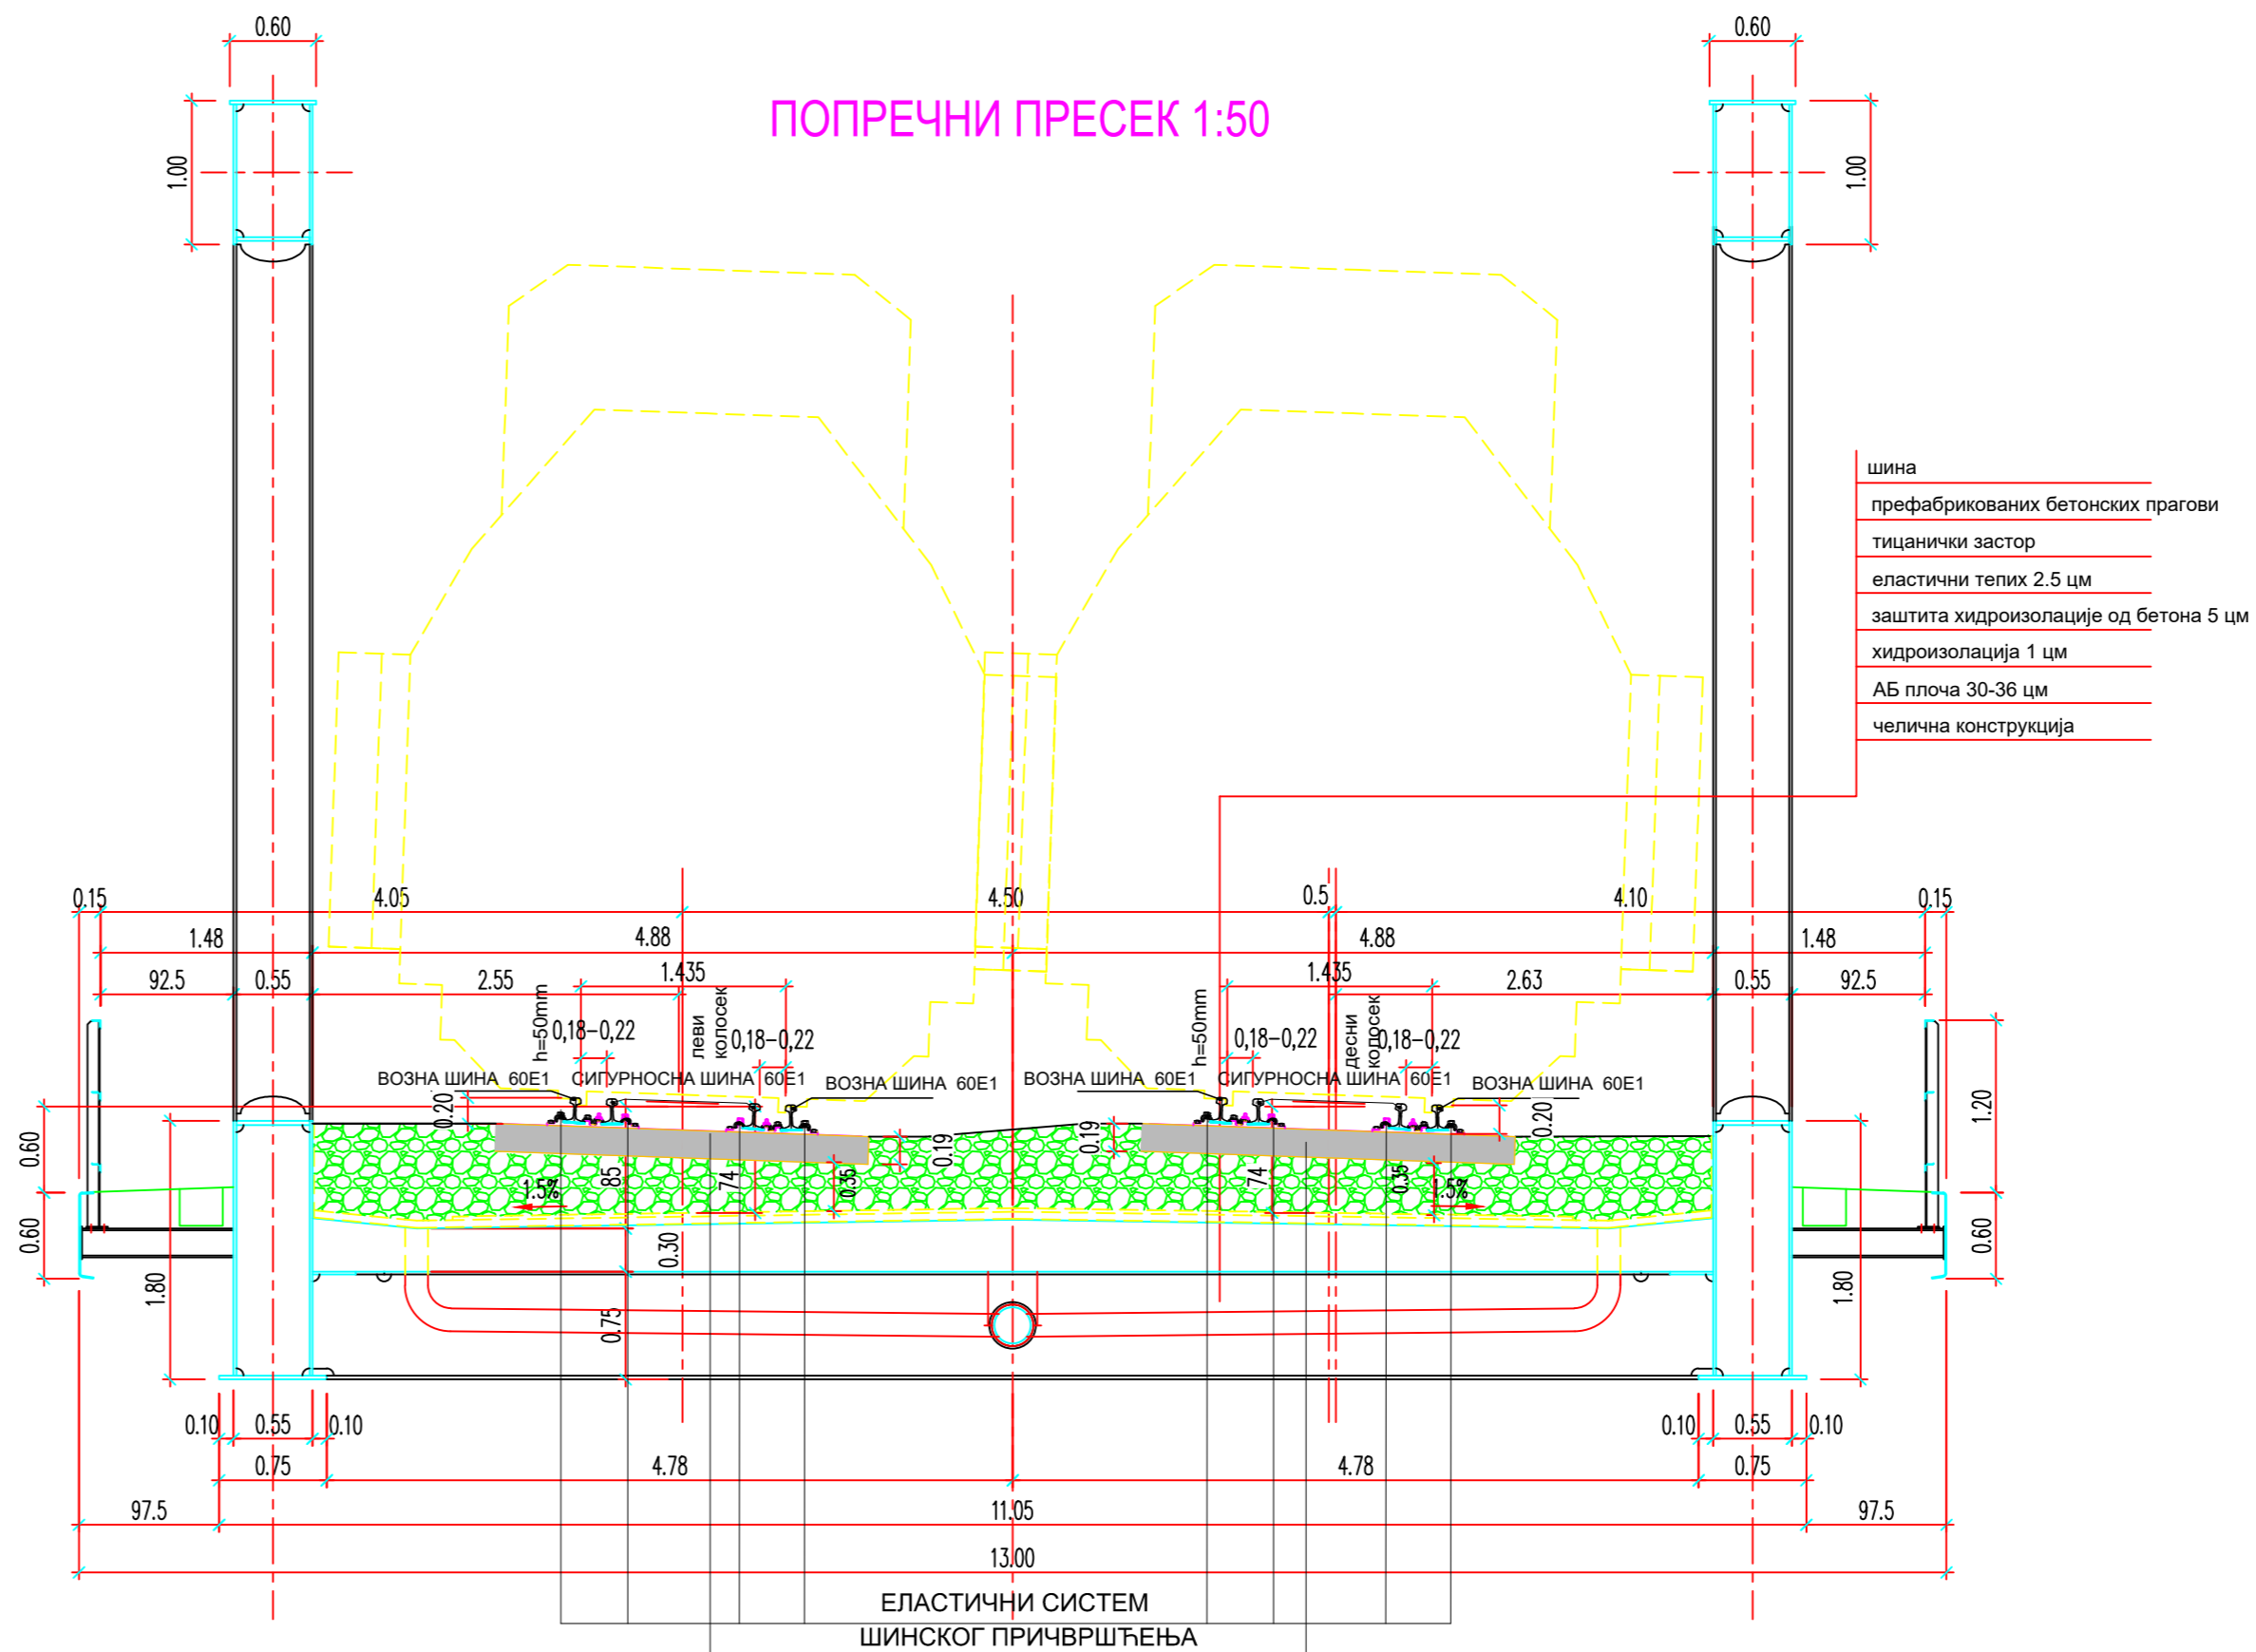 0.60
0.60
ПОПРЕЧНИ ПРЕСЕК 1:50
1.00
1.00
шина
префабрикованих бетонских прагови
тицанички застор
еластични тепих 2.5 цм
заштита хидроизолације од бетона 5 цм
хидроизолација 1 цм
АБ плоча 30-36 цм
челична конструкција
0.15 4.05 4.50 0.5 4.10 0.15
1.48 4.88 4.88 1.48
92.5 0.55 2.55 1.435 1.435 2.63 0.55 92.5
h=50mm
0,18-0,22
леви
колосек
0,18-0,22
h=50mm
0,18-0,22
десни
колосек
0,18-0,22
ВОЗНА ШИНА 60E1
СИГУРНОСНА ШИНА 60E1
ВОЗНА ШИНА 60E1
ВОЗНА ШИНА 60E1
СИГУРНОСНА ШИНА 60E1
ВОЗНА ШИНА 60E1
0.20
0.20
1.20
0.60
0.19
0.19
85
74
0.35
74
0.35
1.5%
1.5%
0.60
0.30
0.60
1.80
0.75
1.80
0.10 0.55 0.10
0.10 0.55 0.10
0.75 4.78 4.78 0.75
97.5 11.05 97.5
13.00
ЕЛАСТИЧНИ СИСТЕМ
ШИНСКОГ ПРИЧВРШЋЕЊА